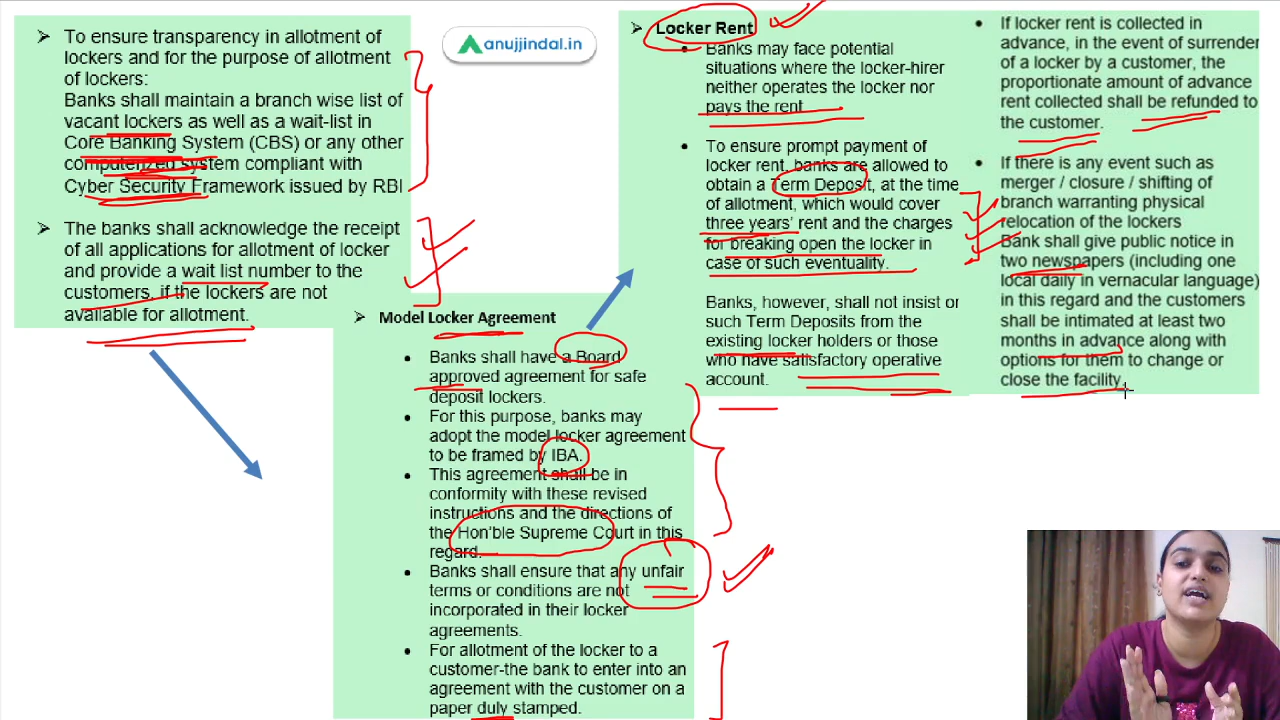 To ensure transparency in allotment of
lockers and for the purpose of allotment
of lockers:
Banks shall maintain a branch wise list of
vacant lockers as well as a wait-list in
Core Banking System (CBS) or any other
computerized system compliant with
Cyber Security Framework issued by RBI
The banks shall acknowledge the receipt
of all applications for allotment of locker
and provide a wait list number to the
customers, if the lockers are not
available for allotment.
anujjindal.in
Model Locker Agreement
Banks shall have a Board
approved agreement for safe
deposit lockers.
For this purpose, banks may
adopt the model locker agreement
to be framed by IBA.
This agreement shall be in
conformity with these revised
instructions and the directions of
the Hon'ble Supreme Court in this
regard.
Banks shall ensure that any unfair
terms or conditions are not
incorporated in their locker
agreements.
For allotment of the locker to a
customer-the bank to enter into an
agreement with the customer on a
paper duly stamped.
Locker Rent
Banks may face potential
situations where the locker-hirer
neither operates the locker nor
pays the rent
To ensure prompt payment of
locker rent, banks are allowed to
obtain a Term Deposit, at the time
of allotment, which would cover
three years' rent and the charges
for breaking open the locker in
case of such eventuality.
Banks, however, shall not insist or
such Term Deposits from the
existing locker holders or those
who have satisfactory operative
account.
If locker rent is collected in
advance, in the event of surrender
of a locker by a customer, the
proportionate amount of advance
rent collected shall be refunded to
the customer.
If there is any event such as
merger / closure / shifting of
branch warranting physical
relocation of the lockers
Bank shall give public notice in
two newspapers (including one
local daily in vernacular language)
in this regard and the customers
shall be intimated at least two
months in advance along with
options for them to change or
close the facility.